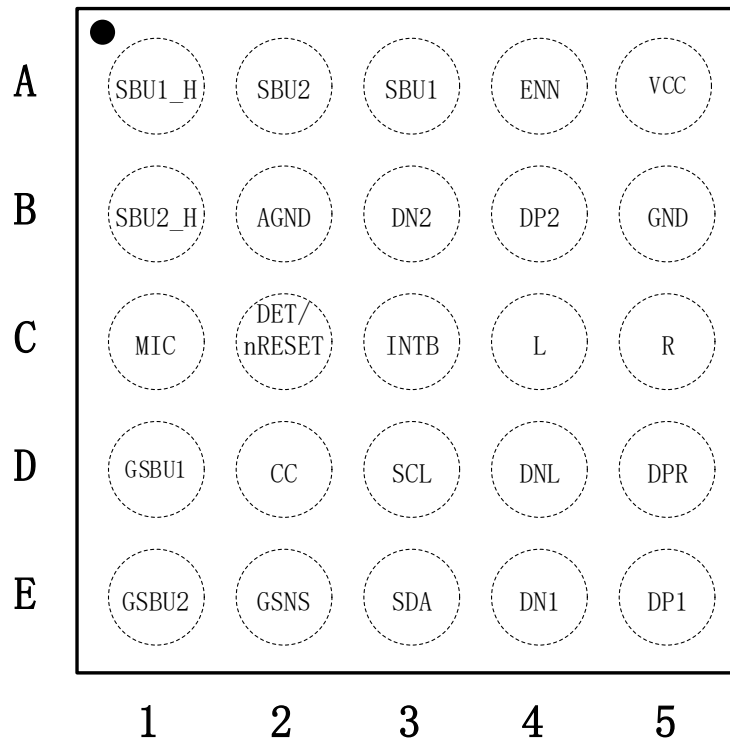 A SBU1_H SBU2 SBU1 ENN VCC
B SBU2_H AGND DN2 DP2 GND
C MIC DET/
nRESET INTB L R
D GSBU1 CC SCL DNL DPR
E GSBU2 GSNS SDA DN1 DP1
1 2 3 4 5